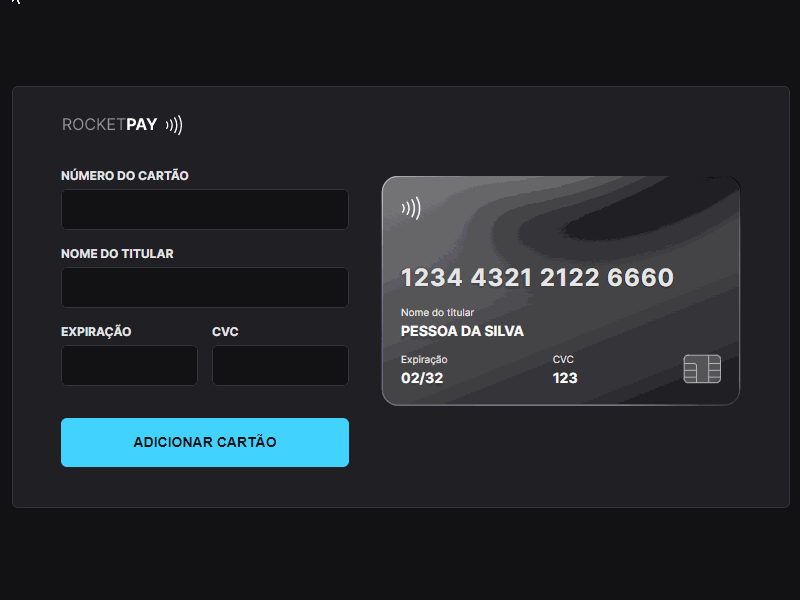 ROCKETPAY
NÚMERO DO CARTÃO
NOME DO TITULAR
EXPIRAÇÃO CVC
ADICIONAR CARTÃO
1234 4321 2122 6660
Nome do titular
PESSOA DA SILVA
Expiração CVC
02/32 123